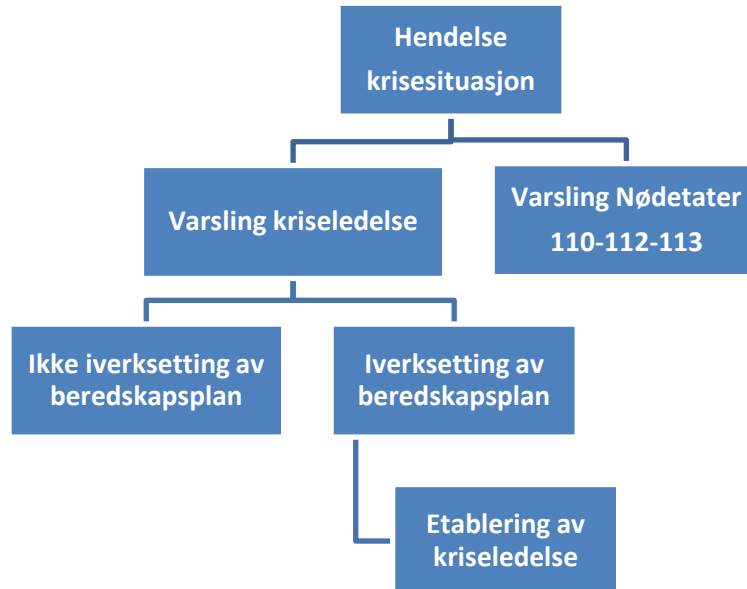 Hendelse
krisesituasjon
Varsling kriseledelse
Varsling Nødetater
110-112-113
Ikke iverksetting av
beredskapsplan
Iverksetting av
beredskapsplan
Etablering av
kriseledelse